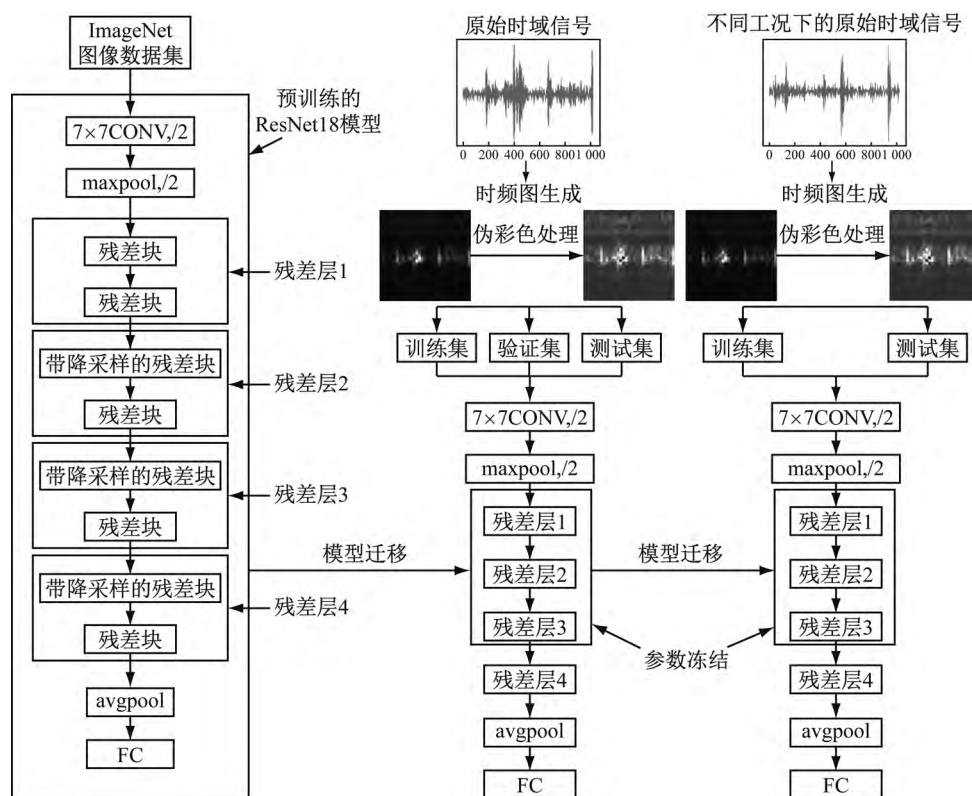 ImageNet
图像数据集
7×7CONV,/2
maxpool,/2
残差块
残差块
带降采样的残差块
残差块
带降采样的残差块
残差块
带降采样的残差块
残差块
avgpool
FC
预训练的
ResNet18模型
残差层1
残差层2
残差层3
残差层4
模型迁移
原始时域信号
0 200 400 600 8001 000
时频图生成
伪彩色处理
训练集
验证集
测试集
7×7CONV,/2
maxpool,/2
残差层1
残差层2
残差层3
残差层4
avgpool
FC
模型迁移
参数冻结
不同工况下的原始时域信号
0 200 400 600 8001 000
时频图生成
伪彩色处理
训练集
测试集
7×7CONV,/2
maxpool,/2
残差层1
残差层2
残差层3
残差层4
avgpool
FC